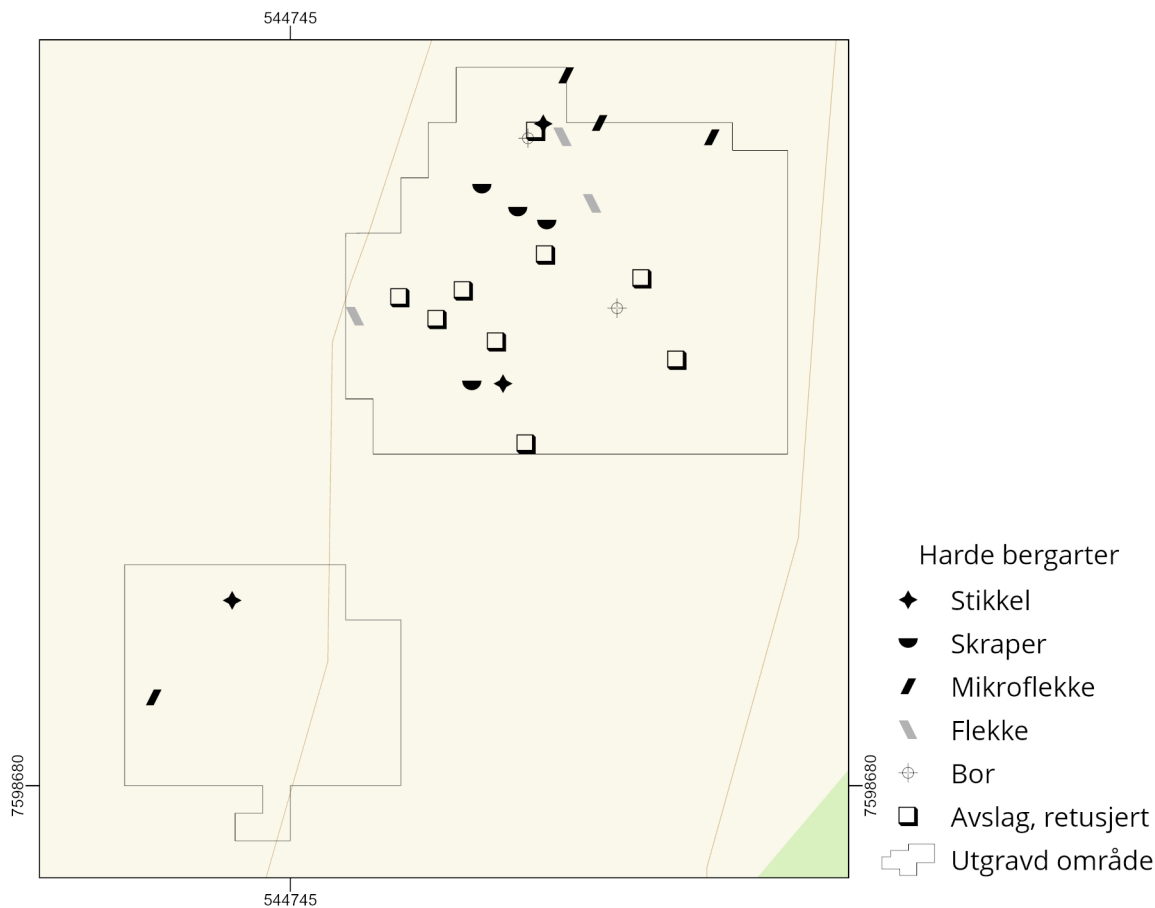 544745
7598680
7598680
Harde bergarter
Stikkel
Skraper
Mikroflekke
Flekke
Bor
Avslag, retusjert
Utgravd område
544745